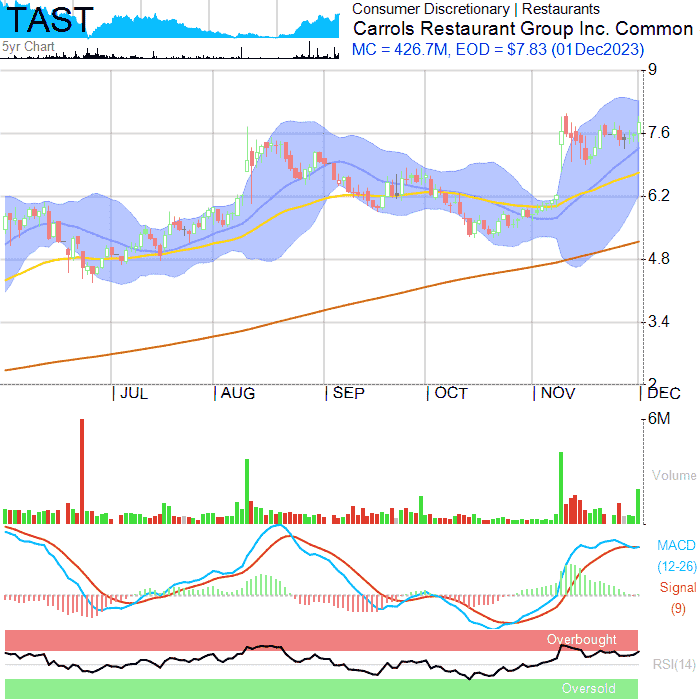 TAST
5yr Chart
Consumer Discretionary | Restaurants
Carrols Restaurant Group Inc. Common
MC = 426.7M, EOD = $7.83 (01Dec2023)
9
7.6
6.2
4.8
3.4
2
JUL AUG SEP OCT NOV DEC
6M
Volume
MACD
(12-26)
Signal
(9)
Overbought
RSI(14)
Oversold